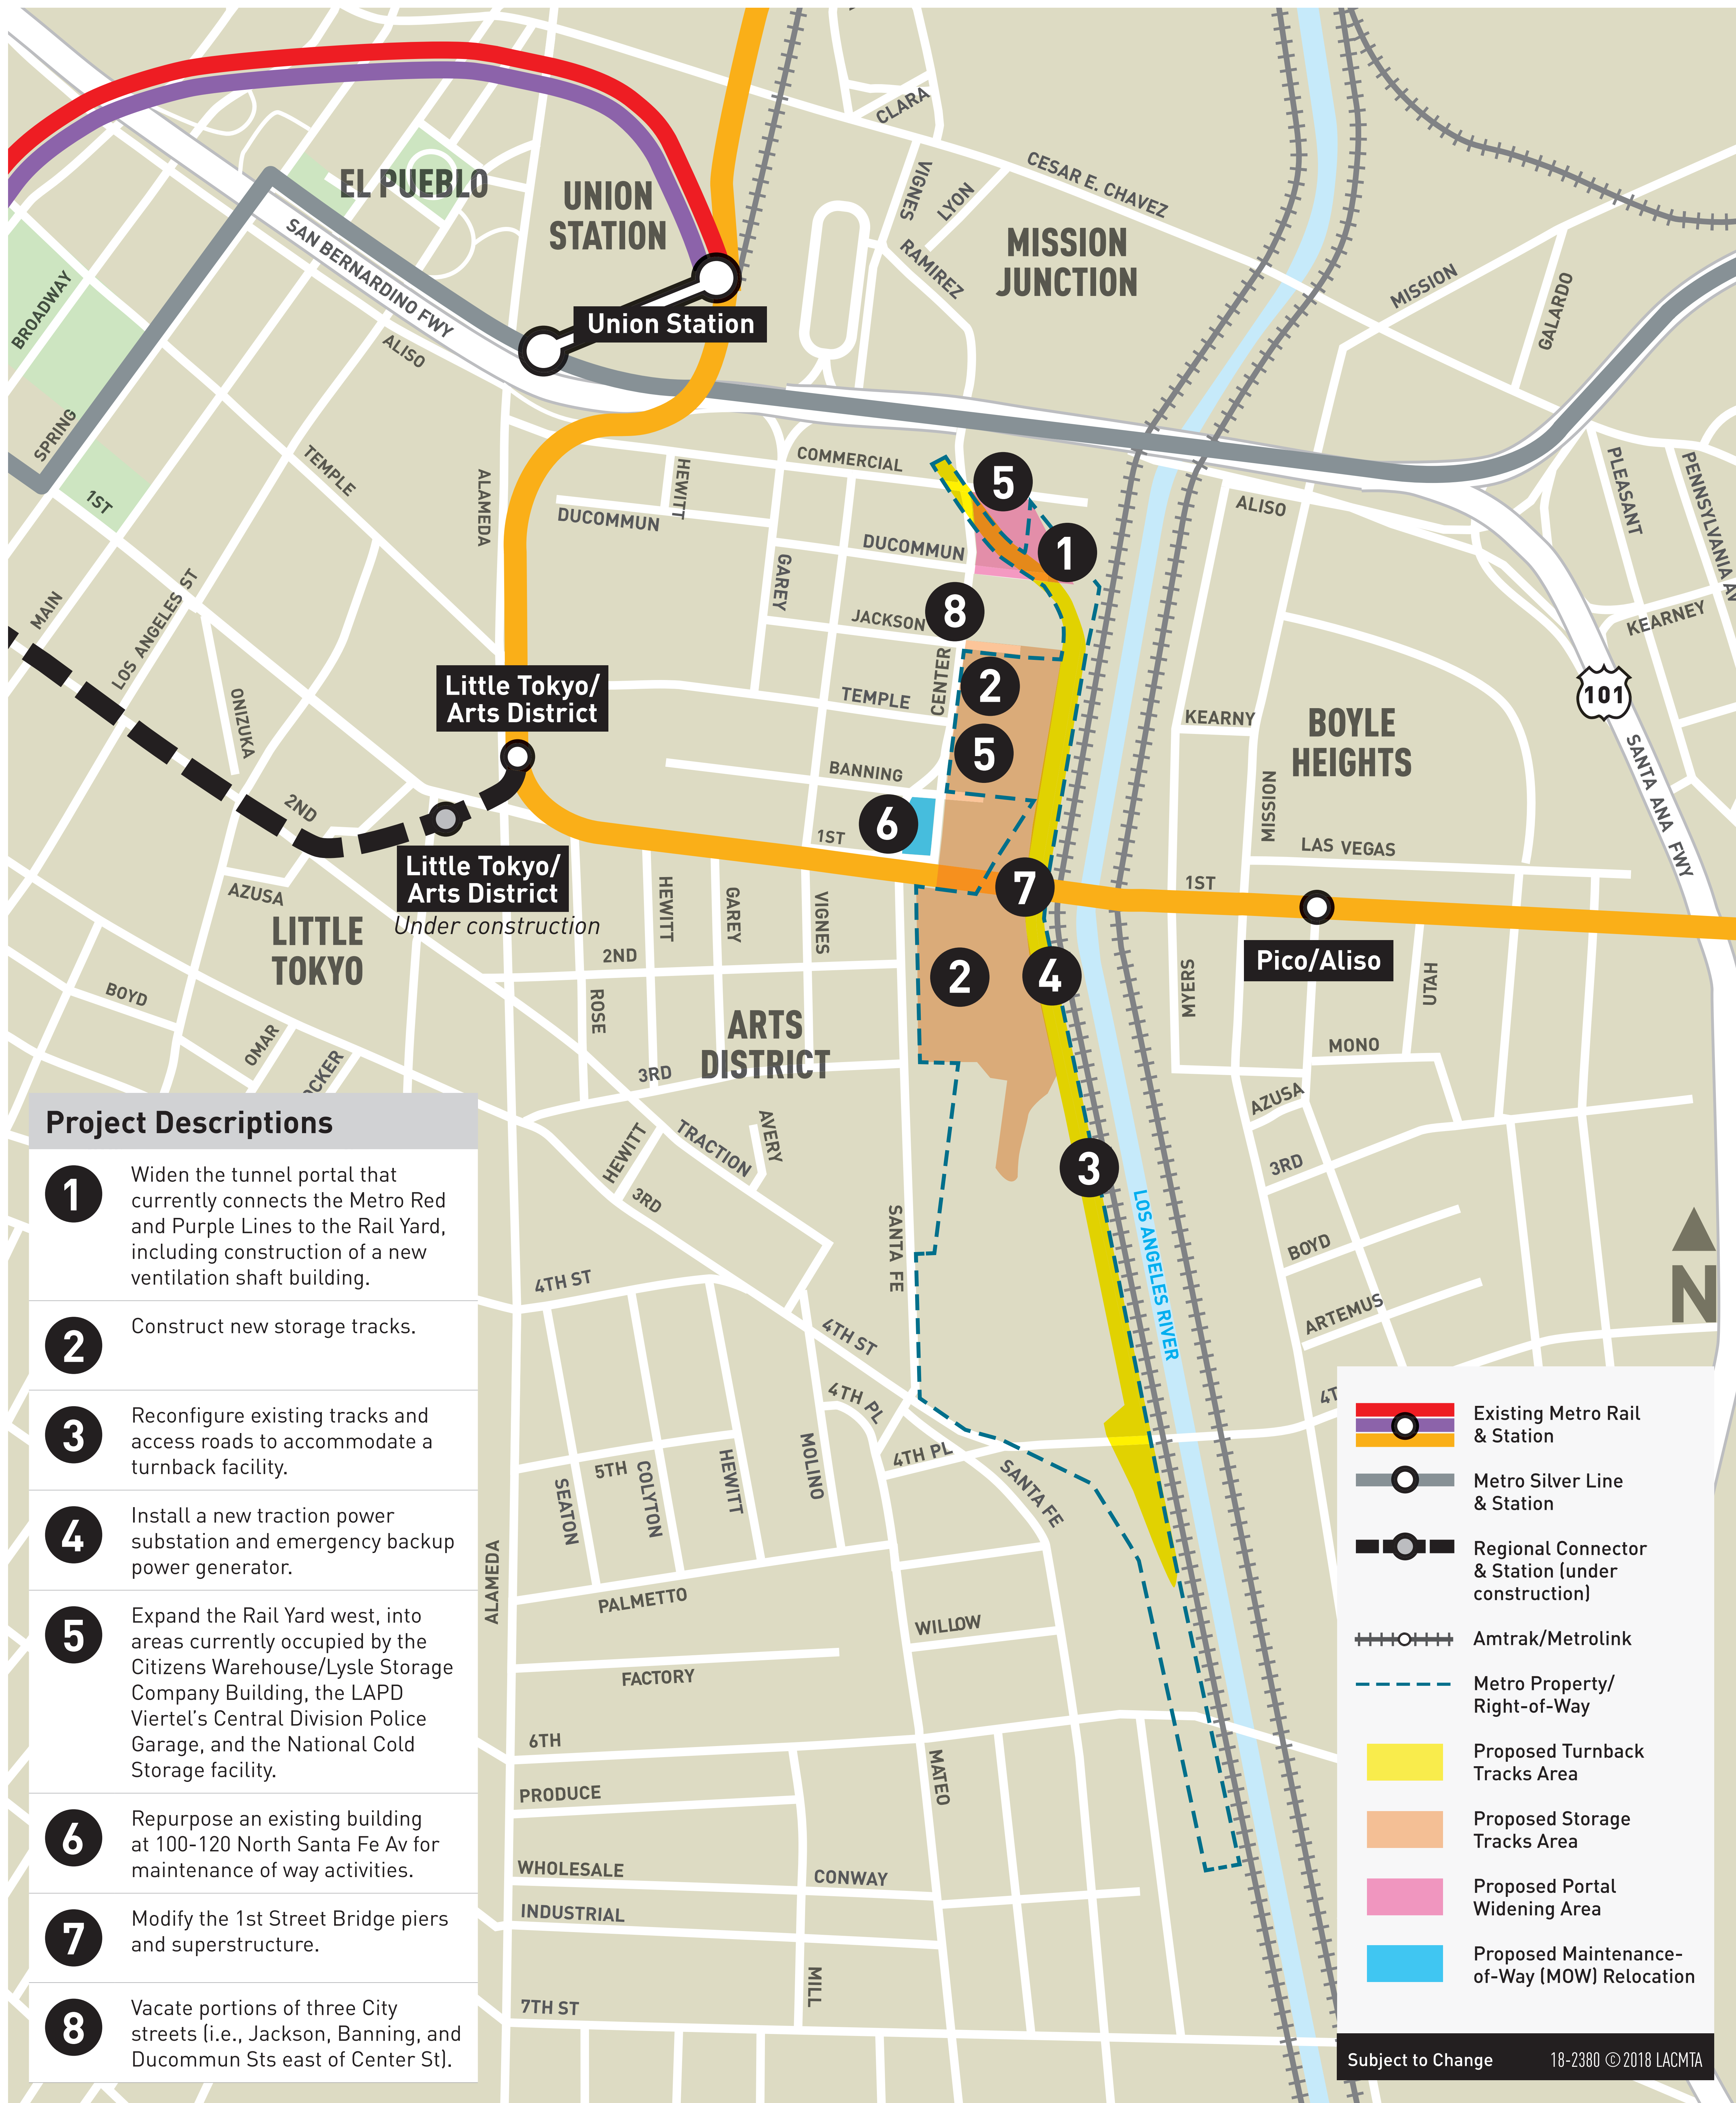 CLARA
CESAR E. CHAVEZ
VIGNES
LYON
RAMIREZ
EL PUEBLO
UNION
STATION
MISSION
JUNCTION
SAN BERNARDINO FWY
Union Station
BROADWAY
ALISO
MISSION
GALARDO
SPRING
1ST
TEMPLE
ALAMEDA
HEWITT
COMMERCIAL
DUCOMMUN
DUCOMMUN
5
1
ALISO
PLEASANT
PENNSYLVANIA AV
KEARNEY
MAIN
LOS ANGELES ST
GAREY
8
JACKSON
CENTER
ONIZUKA
Little Tokyo/
Arts District
TEMPLE
2
5
KEARNY
BOYLE
HEIGHTS
101
SANTA ANA FWY
BANNING
6
1ST
MISSION
LAS VEGAS
2ND
Little Tokyo/
Arts District
Under construction
AZUSA
LITTLE
TOKYO
HEWITT
GAREY
VIGNES
7
1ST
Pico/Aliso
2ND
2
4
MYERS
UTAH
BOYD
ROSE
ARTS
DISTRICT
OMAR
OCKER
3RD
MONO
AZUSA
HEWITT
TRACTION
AVERY
3RD
3
3RD
SANTA FE
LOS ANGELES RIVER
BOYD
ARTEMUS
N
4TH ST
4TH ST
4TH PL
4TH PL
SANTA FE
4T
5TH
SEATON
COLYTON
HEWITT
MOLINO
ALAMEDA
PALMETTO
WILLOW
FACTORY
6TH
MATEO
PRODUCE
WHOLESALE
CONWAY
INDUSTRIAL
MILL
7TH ST
Project Descriptions
1
Widen the tunnel portal that
currently connects the Metro Red
and Purple Lines to the Rail Yard,
including construction of a new
ventilation shaft building.
2
Construct new storage tracks.
3
Reconfigure existing tracks and
access roads to accommodate a
turnback facility.
4
Install a new traction power
substation and emergency backup
power generator.
5
Expand the Rail Yard west, into
areas currently occupied by the
Citizens Warehouse/Lysle Storage
Company Building, the LAPD
Viertel’s Central Division Police
Garage, and the National Cold
Storage facility.
6
Repurpose an existing building
at 100-120 North Santa Fe Av for
maintenance of way activities.
7
Modify the 1st Street Bridge piers
and superstructure.
8
Vacate portions of three City
streets (i.e., Jackson, Banning, and
Ducommun Sts east of Center St).
Existing Metro Rail
& Station
Metro Silver Line
& Station
Regional Connector
& Station (under
construction)
Amtrak/Metrolink
Metro Property/
Right-of-Way
Proposed Turnback
Tracks Area
Proposed Storage
Tracks Area
Proposed Portal
Widening Area
Proposed Maintenance-
of-Way (MOW) Relocation
Subject to Change 18-2380 ©2018 LACMTA